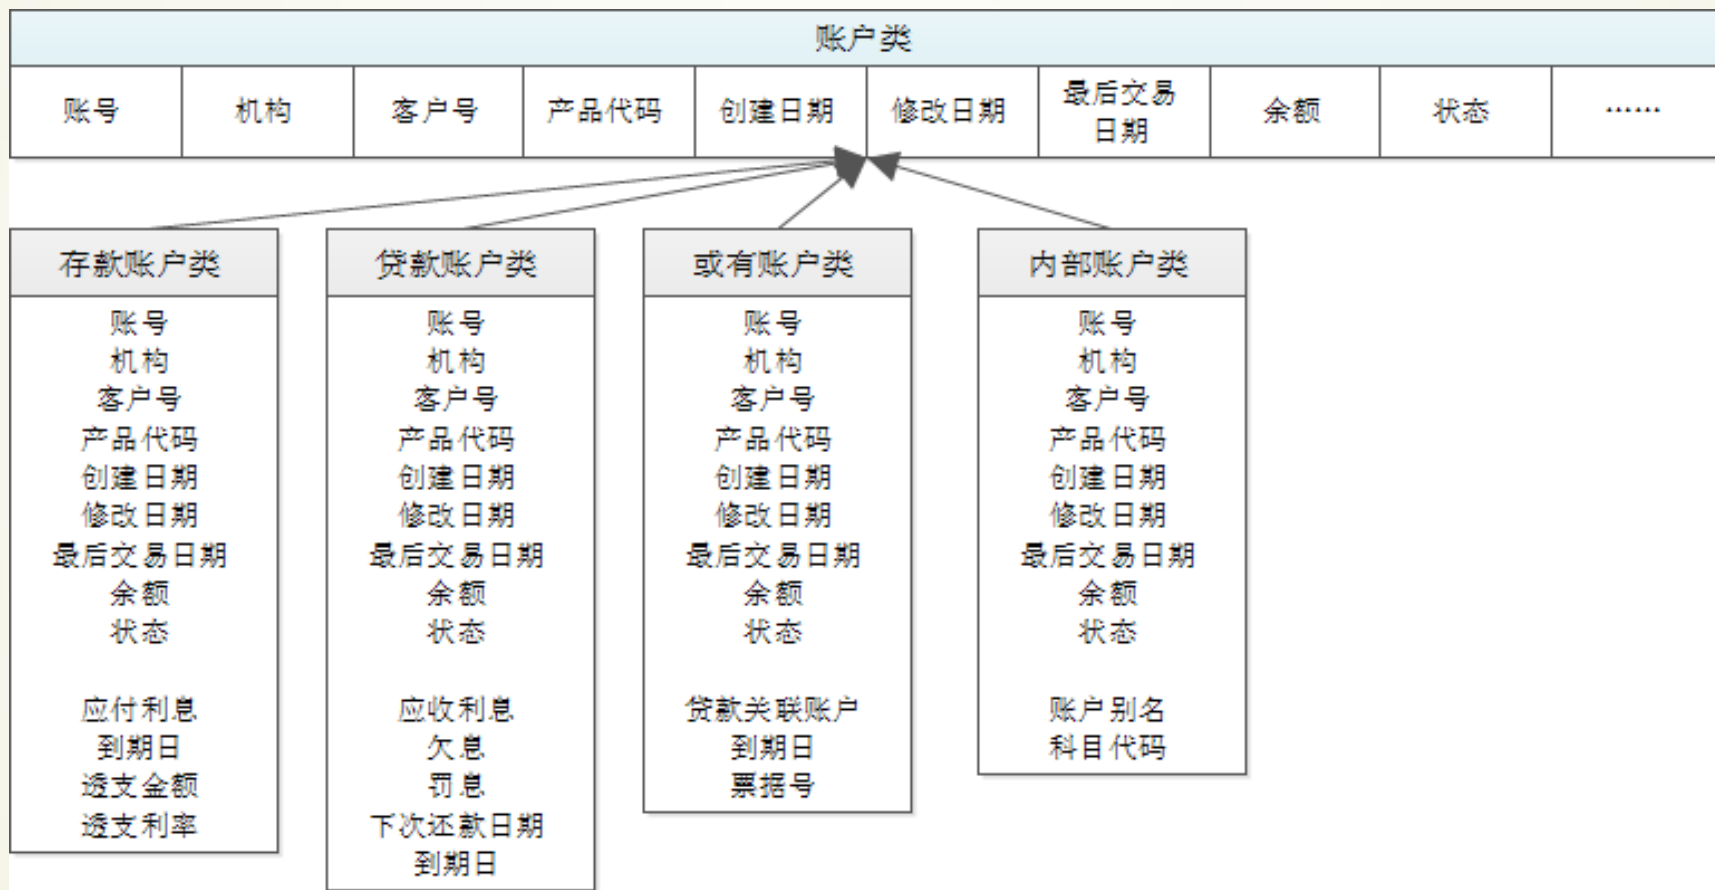 账户类
账号
机构
客户号
产品代码
创建日期
修改日期
最后交易
日期
余额
状态
……
存款账户类
账号
机构
客户号
产品代码
创建日期
修改日期
最后交易日期
余额
状态
应付利息
到期日
透支金额
透支利率
贷款账户类
账号
机构
客户号
产品代码
创建日期
修改日期
最后交易日期
余额
状态
应收利息
欠息
罚息
下次还款日期
到期日
或有账户类
账号
机构
客户号
产品代码
创建日期
修改日期
最后交易日期
余额
状态
贷款关联账户
到期日
票据号
内部账户类
账号
机构
客户号
产品代码
创建日期
修改日期
最后交易日期
余额
状态
账户别名
科目代码